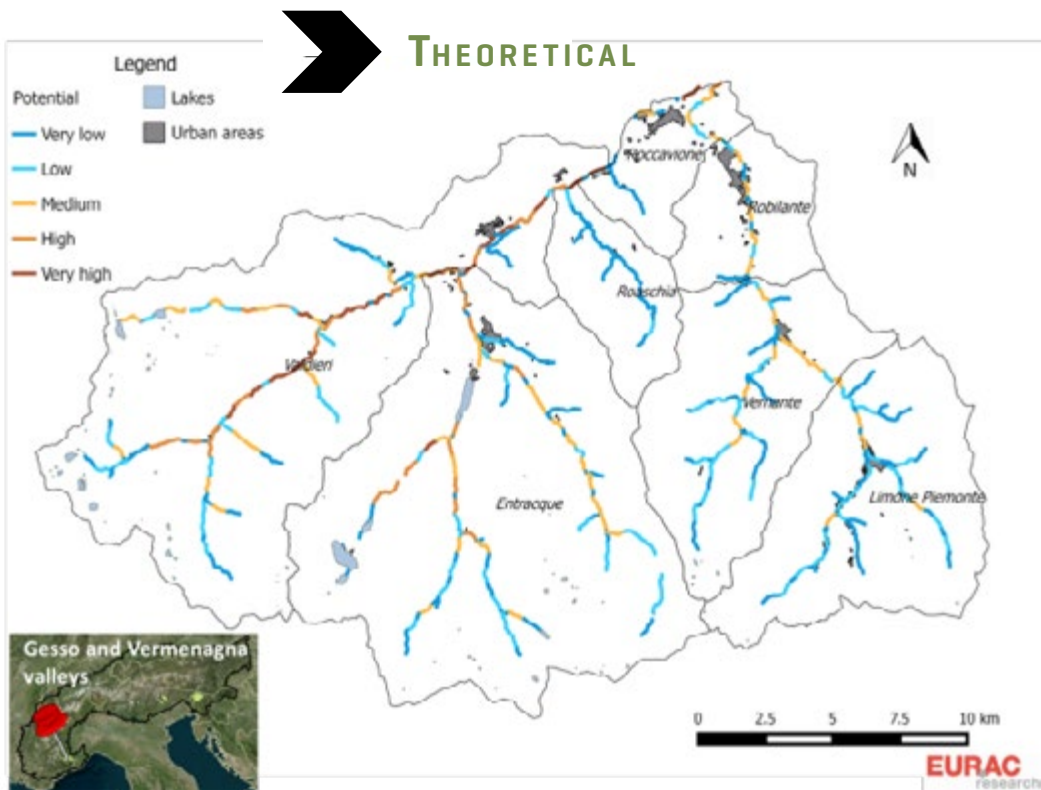 THEORETICAL
Legend
Potential
Lakes
Very low
Urban areas
Low
Medium
High
Very high
N
Roccavione
Robilante
Roaschia
Valdieri
Vernante
Entracque
Limone Piemonte
Gesso and Vermenagna
valleys
0 2.5 5 7.5 10 km
EURAC
research